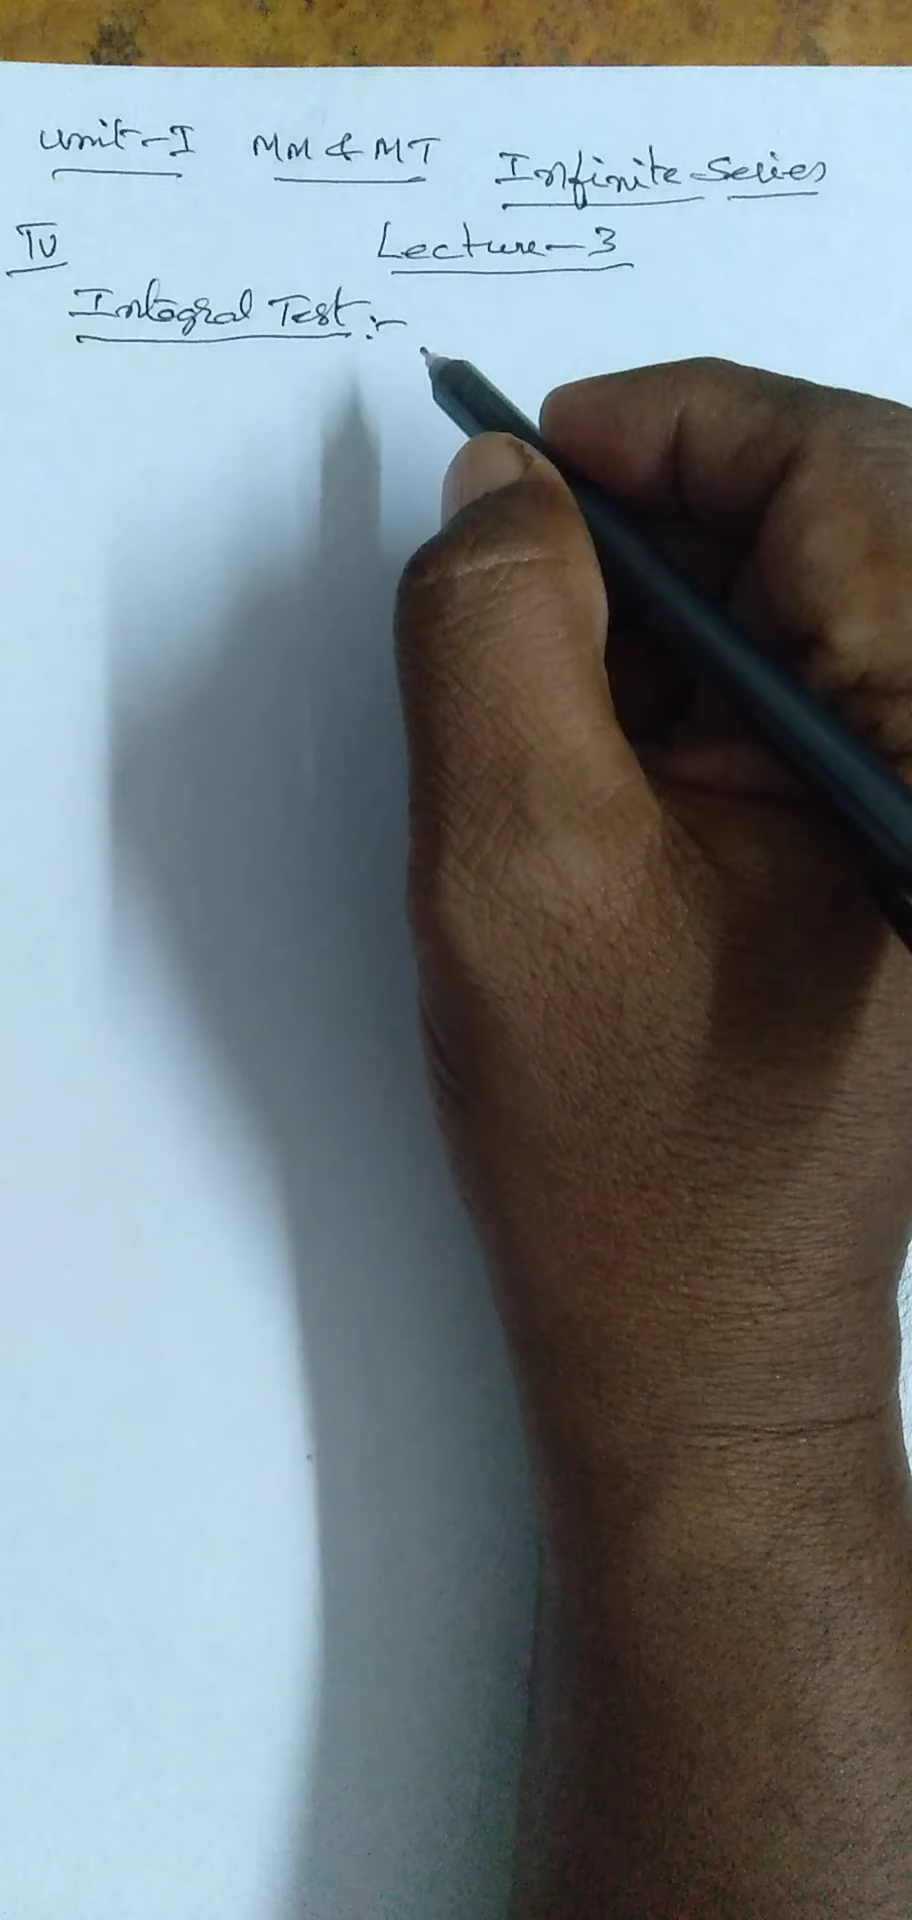 Unit-I MM & MT Infinite Series
IV Lecture-3
Integral Test :-